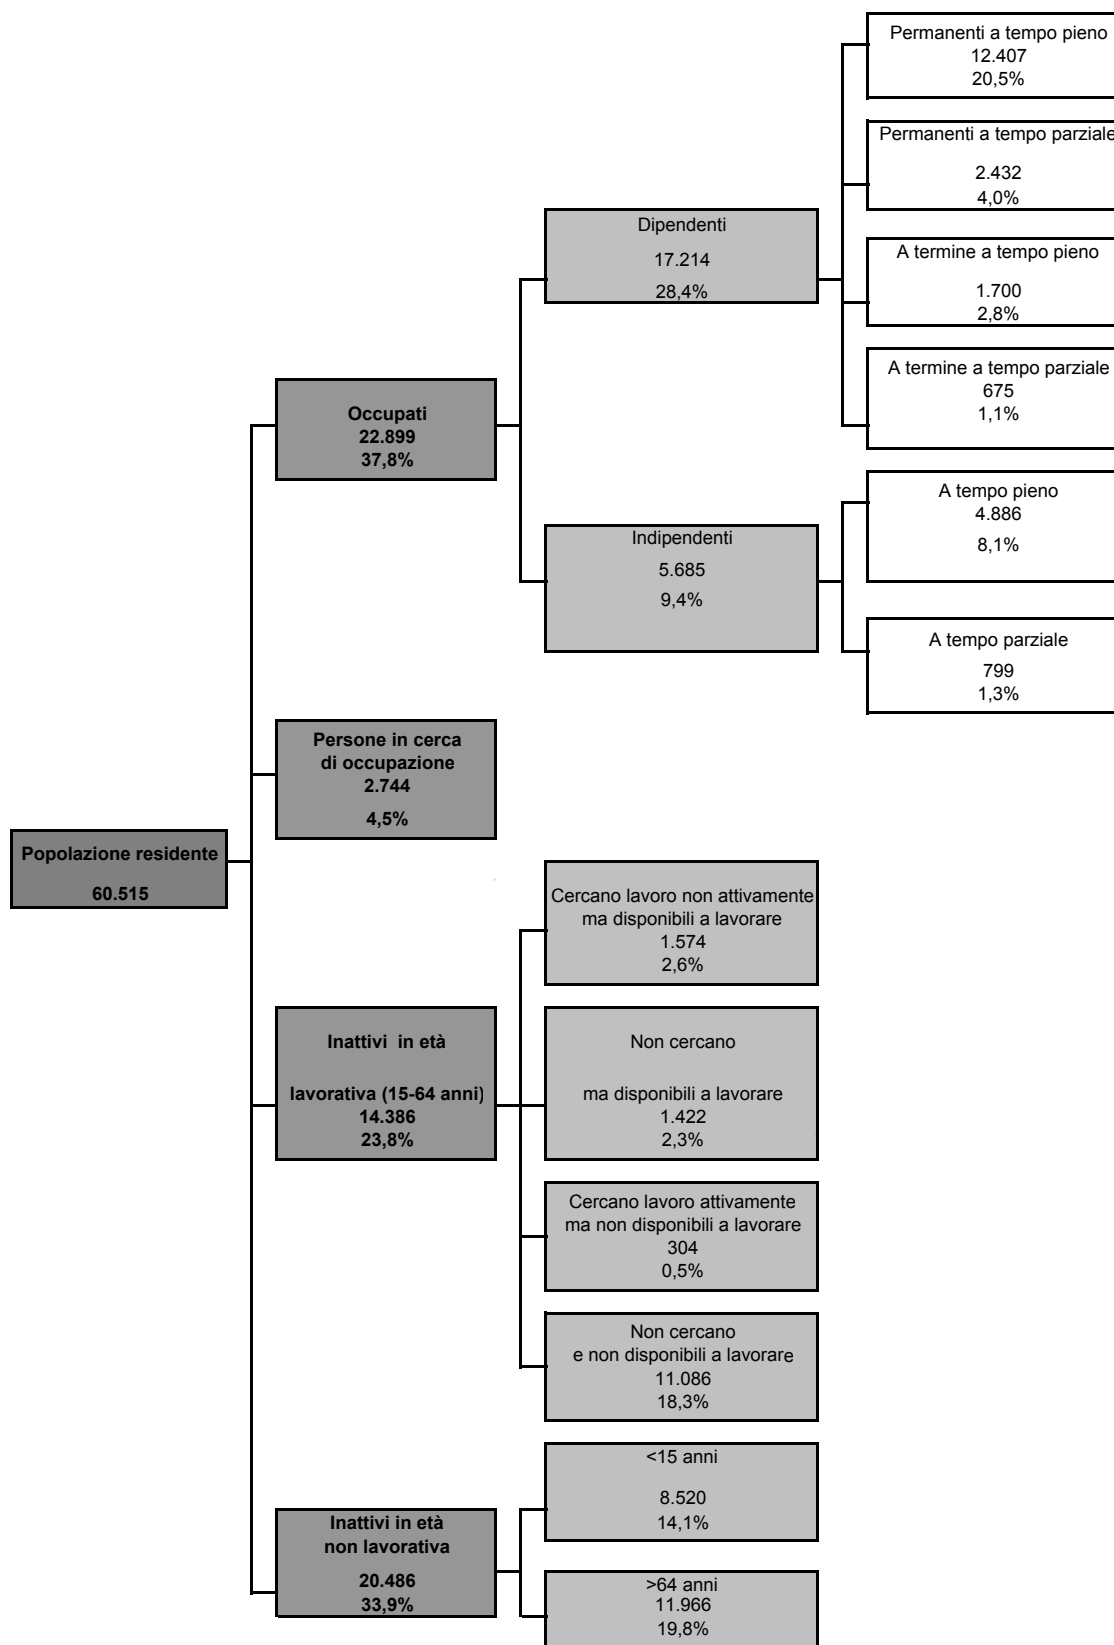 Permanenti a tempo pieno
12.407
20,5%
Permanenti a tempo parziale
2.432
4,0%
Dipendenti
17.214
28,4%
A termine a tempo pieno
1.700
2,8%
A termine a tempo parziale
675
1,1%
Occupati
22.899
37,8%
A tempo pieno
4.886
8,1%
Indipendenti
5.685
9,4%
A tempo parziale
799
1,3%
Persone in cerca
di occupazione
2.744
4,5%
Popolazione residente
60.515
Cercano lavoro non attivamente
ma disponibili a lavorare
1.574
2,6%
Inattivi in età
lavorativa (15-64 anni)
14.386
23,8%
Non cercano
ma disponibili a lavorare
1.422
2,3%
Cercano lavoro attivamente
ma non disponibili a lavorare
304
0,5%
Non cercano
e non disponibili a lavorare
11.086
18,3%
<15 anni
8.520
14,1%
Inattivi in età
non lavorativa
20.486
33,9%
>64 anni
11.966
19,8%